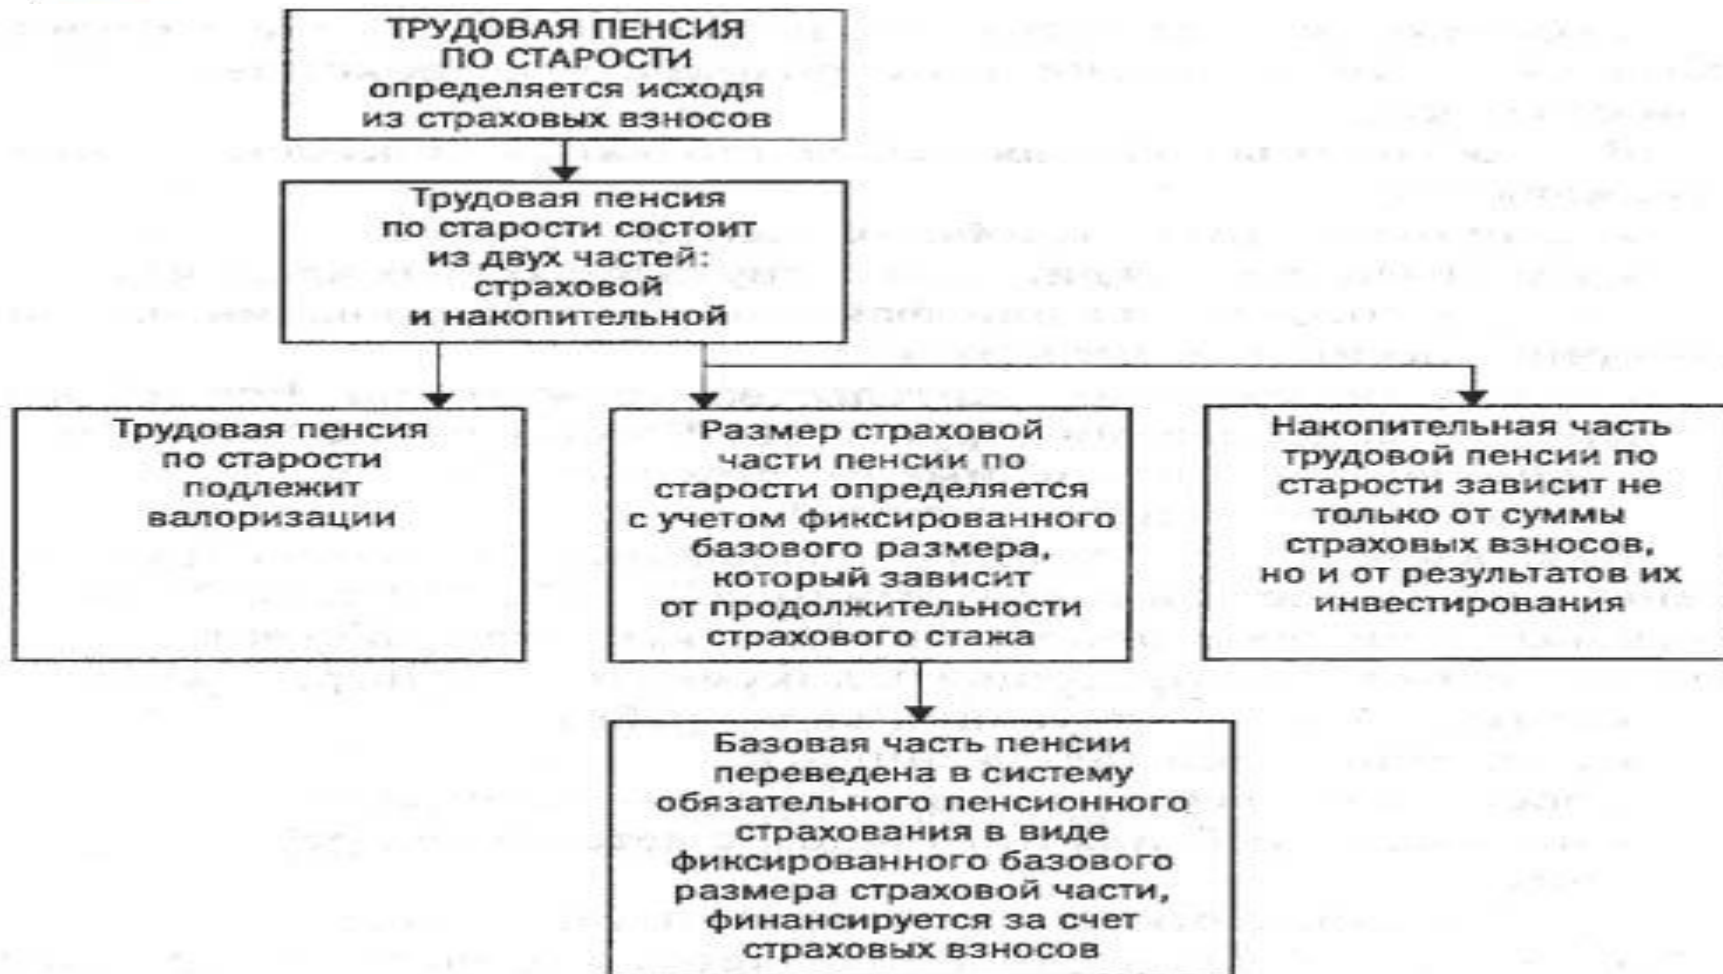 ТРУДОВАЯ ПЕНСИЯ
ПО СТАРОСТИ
определяется исходя
из страховых взносов
Трудовая пенсия
по старости состоит
из двух частей:
страховой
и накопительной
Трудовая пенсия
по старости
подлежит
валоризации
Размер страховой
части пенсии по
старости определяется
с учетом фиксированного
базового размера,
который зависит
от продолжительности
страхового стажа
Накопительная часть
трудовой пенсии по
старости зависит не
только от суммы
страховых взносов,
но и от результатов их
инвестирования
Базовая часть пенсии
переведена в систему
обязательного пенсионного
страхования в виде
фиксированного базового
размера страховой части,
финансируется за счет
страховых взносов